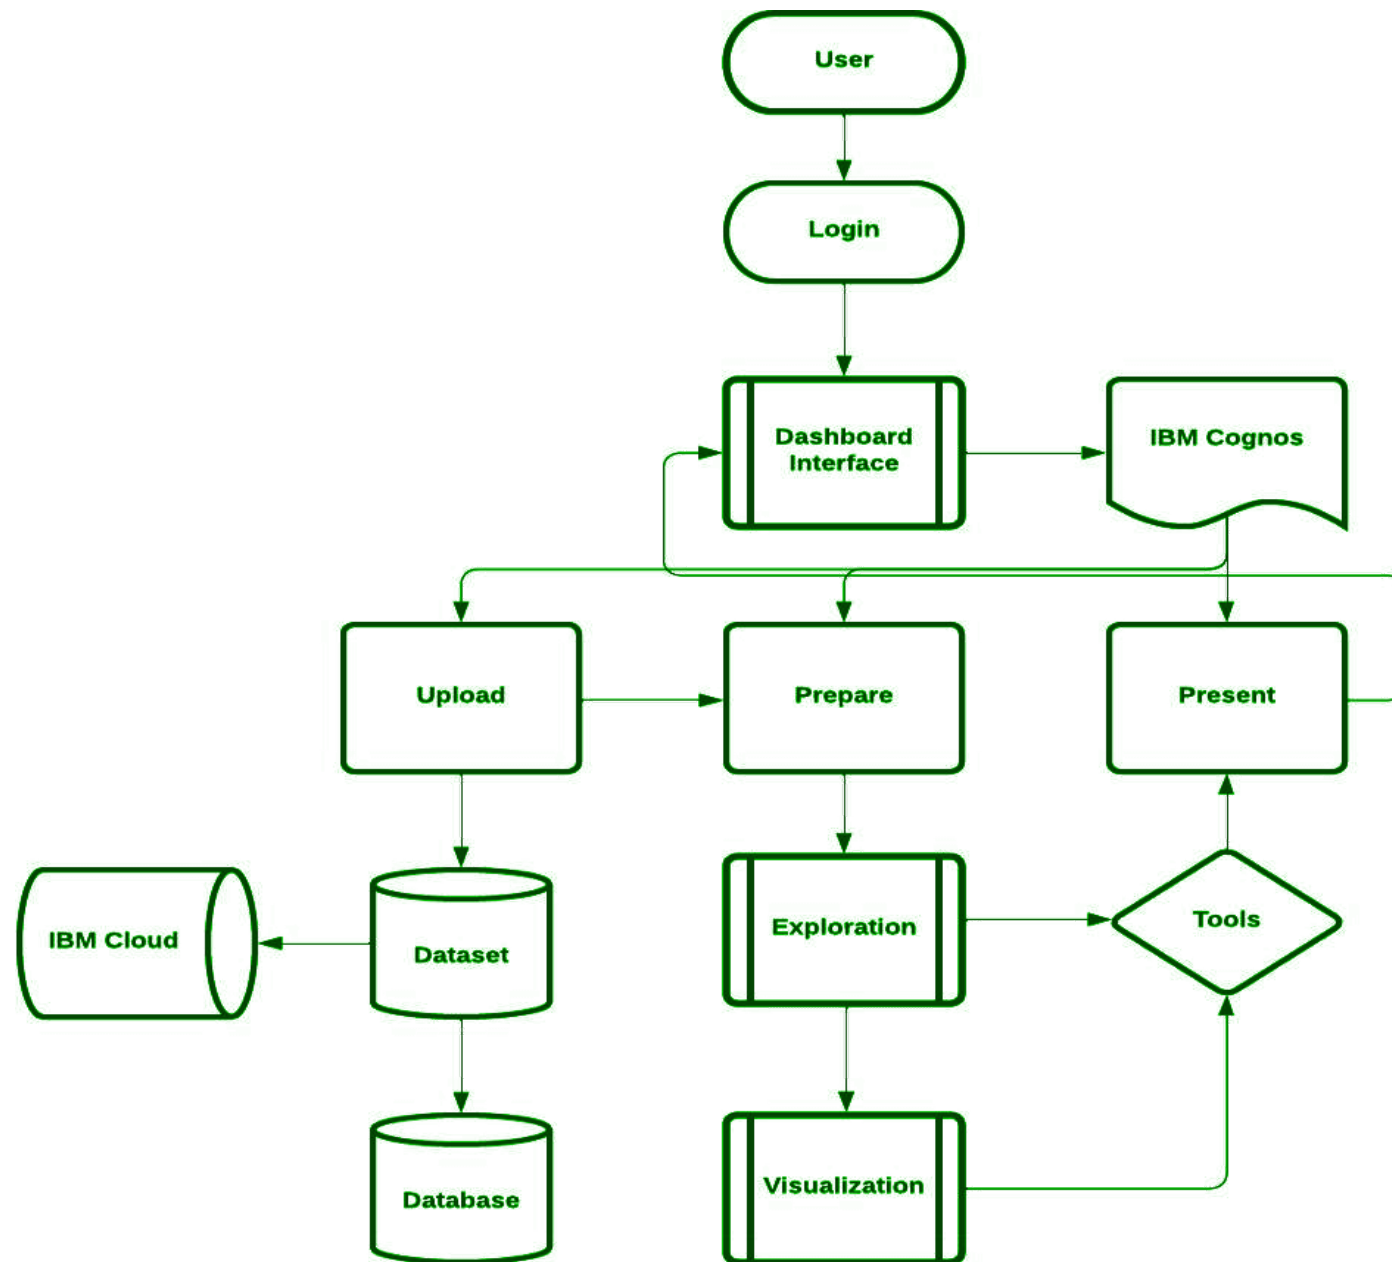 User
Login
Dashboard
Interface
IBM Cognos
Upload
Prepare
Present
IBM Cloud
Dataset
Exploration
Tools
Database
Visualization